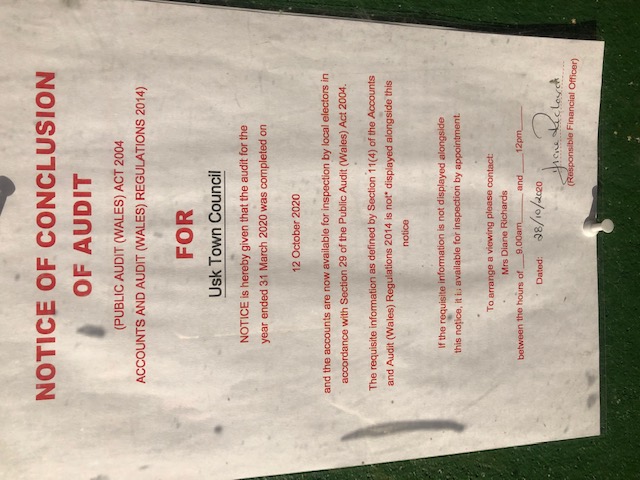 NOTICE OF CONCLUSION
OF AUDIT
(PUBLIC AUDIT (WALES) ACT 2004
ACCOUNTS AND AUDIT (WALES) REGULATIONS 2014)
FOR
Usk Town Council
NOTICE is hereby given that the audit for the
year ended 31 March 2020 was completed on
12 October 2020
and the accounts are now available for inspection by local electors in
accordance with Section 29 of the Public Audit (Wales) Act 2004.
The requisite information as defined by Section 11(4) of the Accounts
and Audit (Wales) Regulations 2014 is not* displayed alongside this
notice
If the requisite information is not displayed alongside
this notice, it is available for inspection by appointment.
To arrange a viewing please contact:
Mrs Diane Richards
between the hours of 9.00am and 12pm
Dated: 28/10/2020
(Responsible Financial Officer)